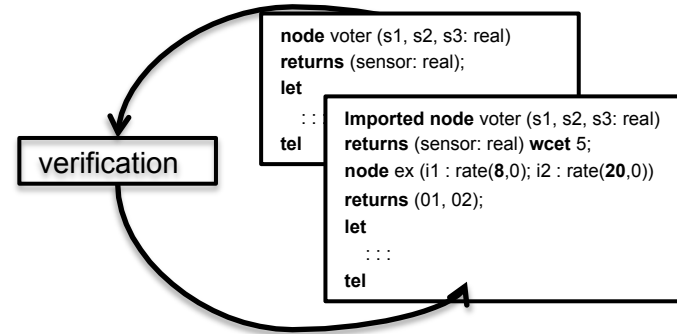 node voter (s1, s2, s3: real)
returns (sensor: real);
let
: :
tel
verification
Imported node voter (s1, s2, s3: real)
returns (sensor: real) wcet 5;
node ex (i1 : rate(8,0); i2 : rate(20,0))
returns (01, 02);
let
: : :
tel